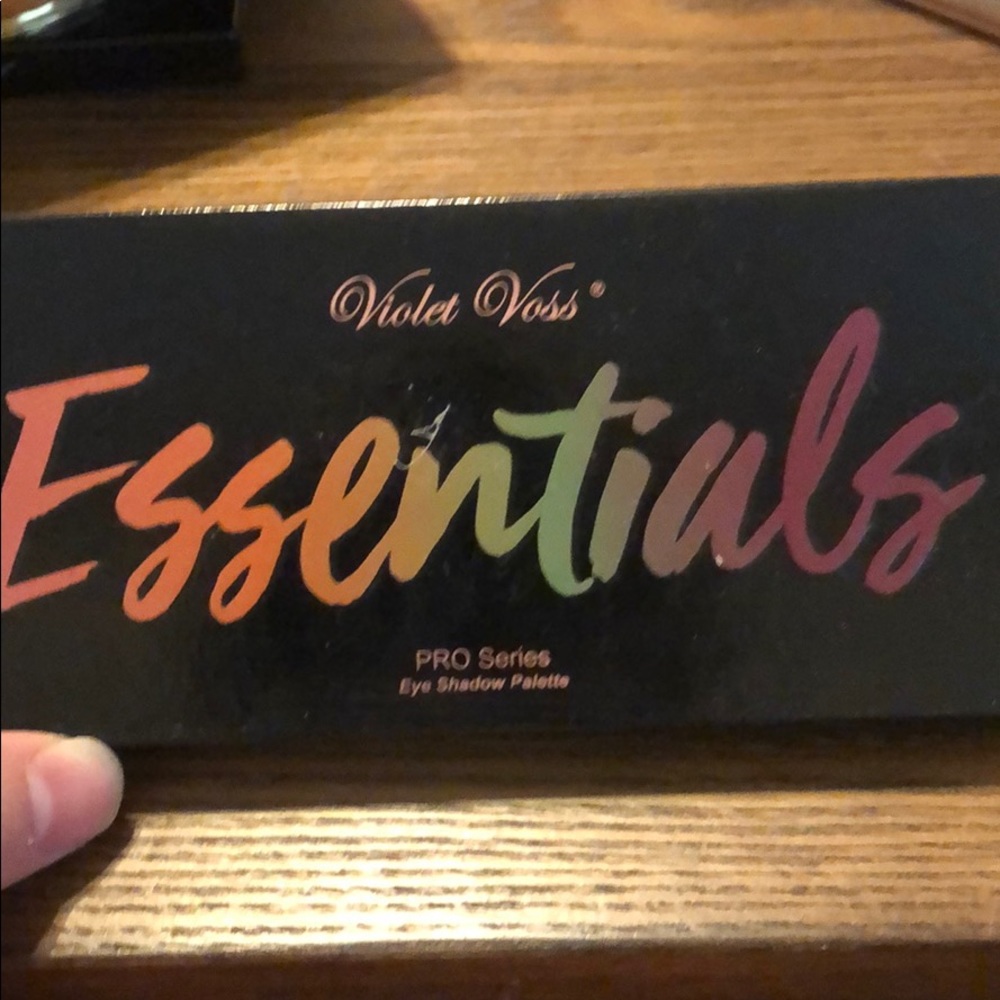 Violet Voss®
Essentials
PRO Series
Eye Shadow Palette